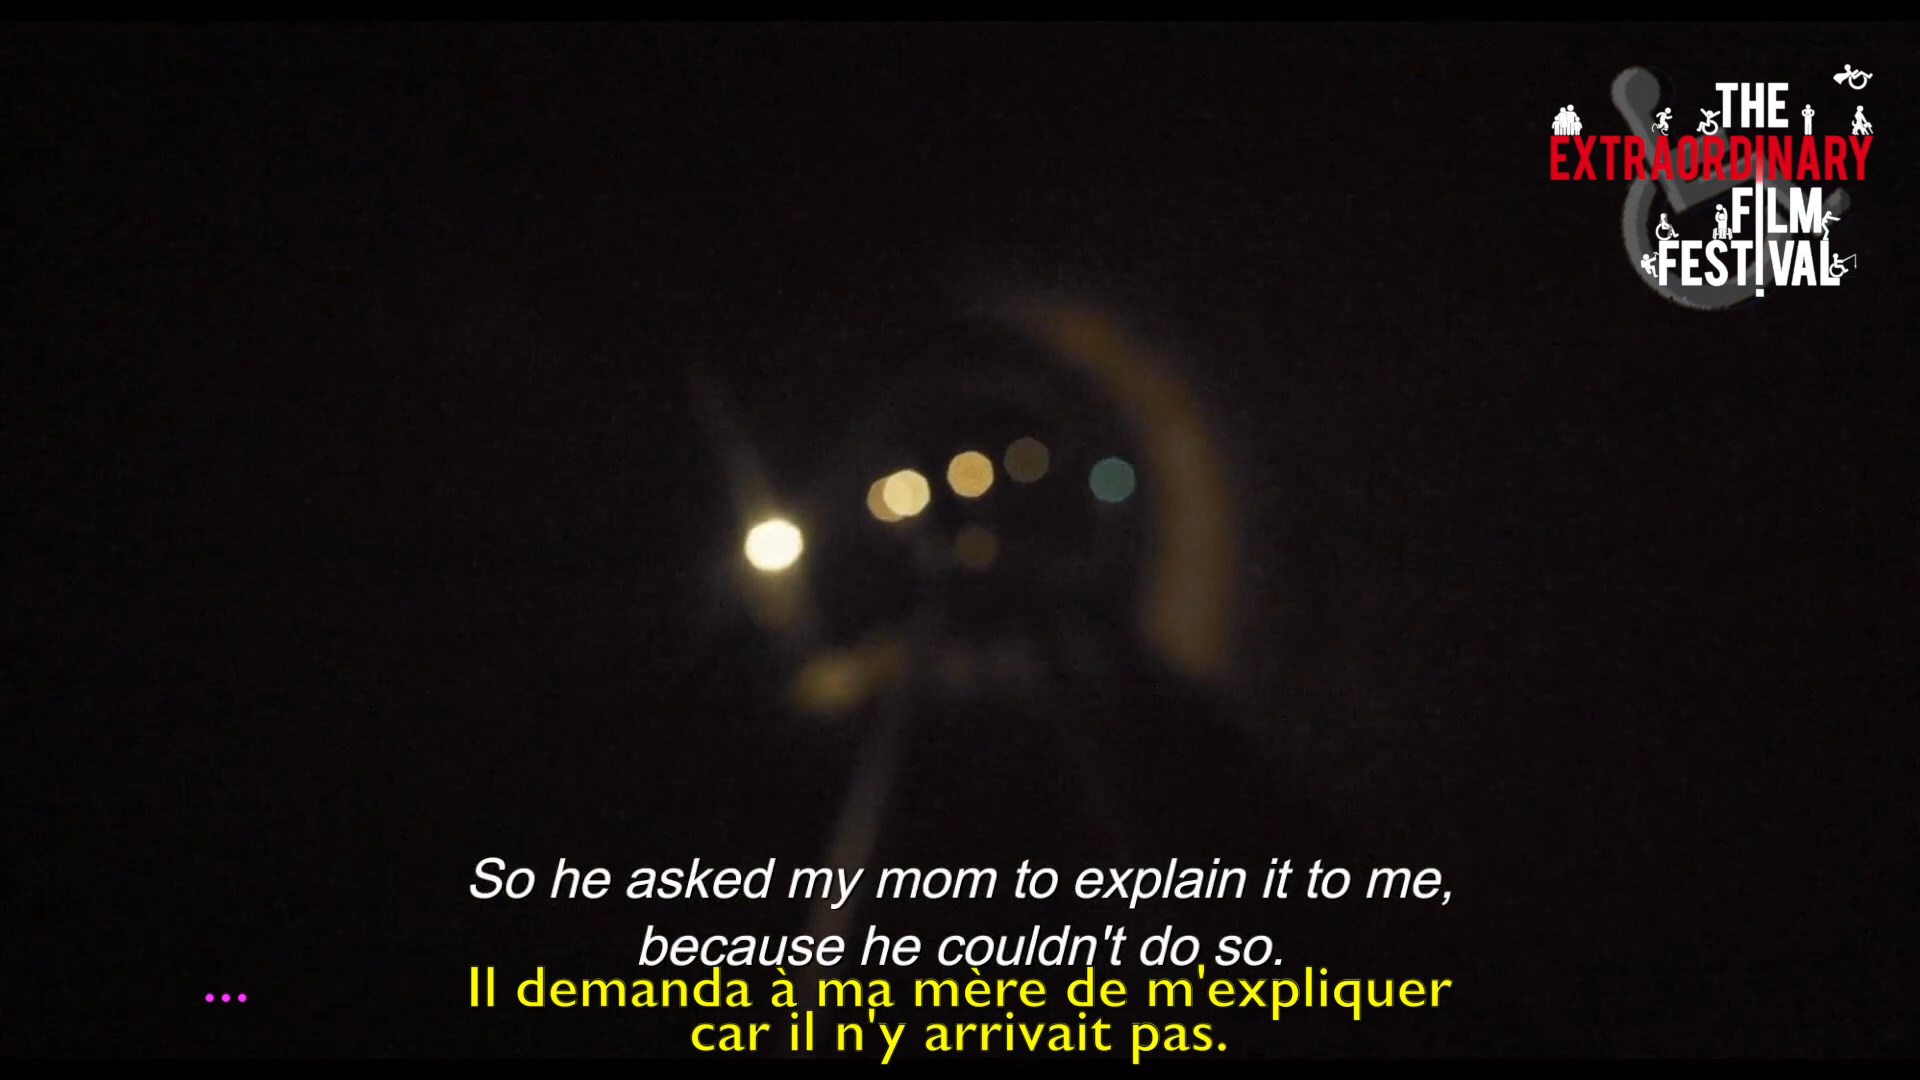 THE
EXTRAORDINARY
FILM
FESTIVAL
So he asked my mom to explain it to me,
because he couldn't do so.
... Il demanda à ma mère de m'expliquer
car il n'y arrivait pas.